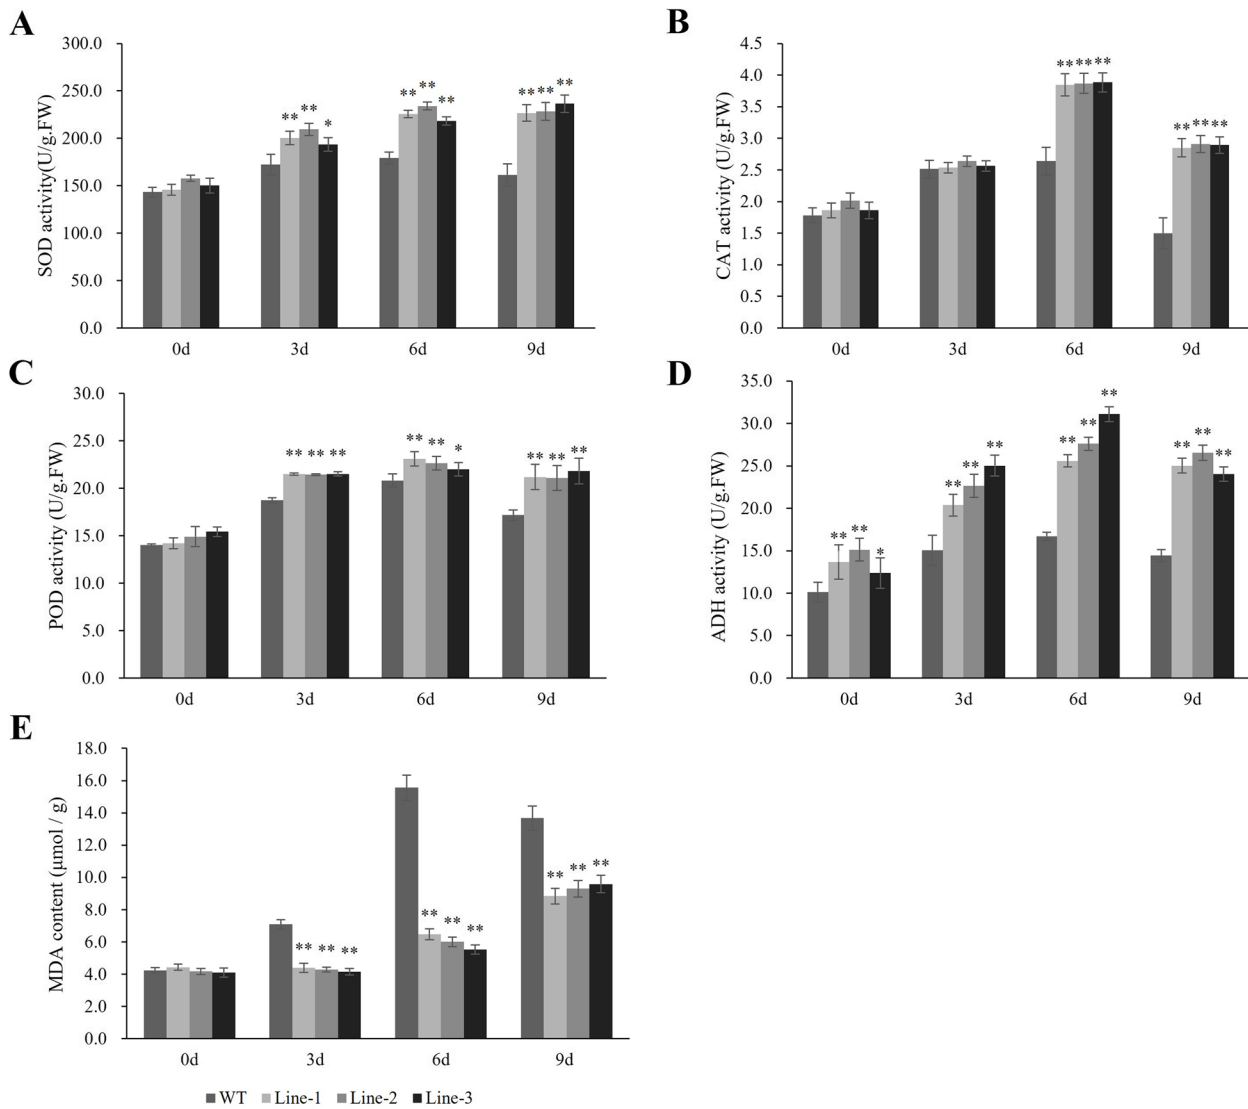 A
300.0
250.0
200.0
150.0
100.0
50.0
0.0
SOD activity(U/g.FW)
** ** *
** ** **
** ** **
0d 3d 6d 9d
B
4.5
4.0
3.5
3.0
2.5
2.0
1.5
1.0
0.5
0.0
CAT activity (U/g.FW)
** ** **
** ** **
0d 3d 6d 9d
C
30.0
25.0
20.0
15.0
10.0
5.0
0.0
POD activity (U/g.FW)
** ** **
** ** *
** ** **
0d 3d 6d 9d
D
35.0
30.0
25.0
20.0
15.0
10.0
5.0
0.0
ADH activity (U/g.FW)
** ** *
** ** **
** ** **
** ** **
0d 3d 6d 9d
E
18.0
16.0
14.0
12.0
10.0
8.0
6.0
4.0
2.0
0.0
MDA content (μmol / g)
** ** **
** ** **
** ** **
0d 3d 6d 9d
WT Line-1 Line-2 Line-3